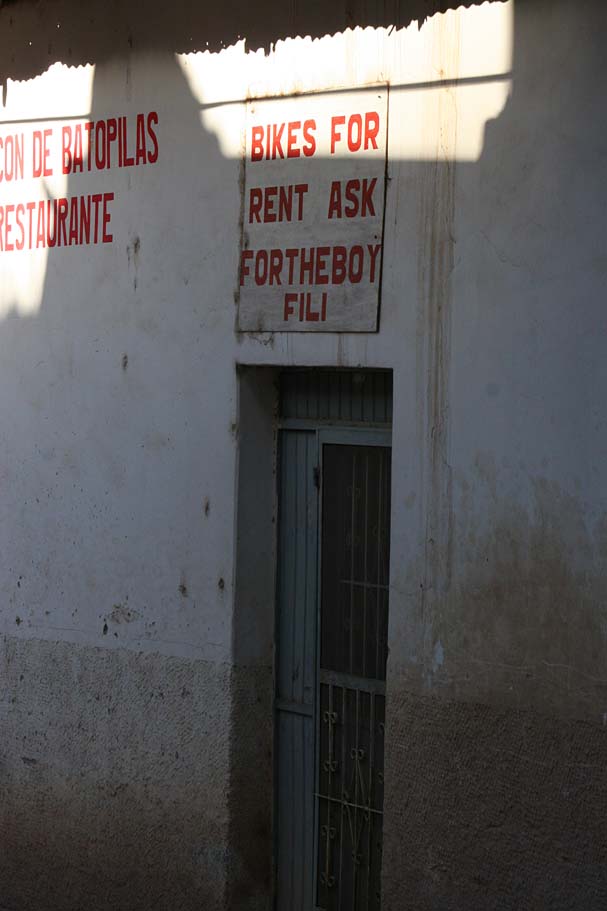 CON DE BATOPILAS
RESTAURANTE
BIKES FOR
RENT ASK
FORTHEBOY
FILI